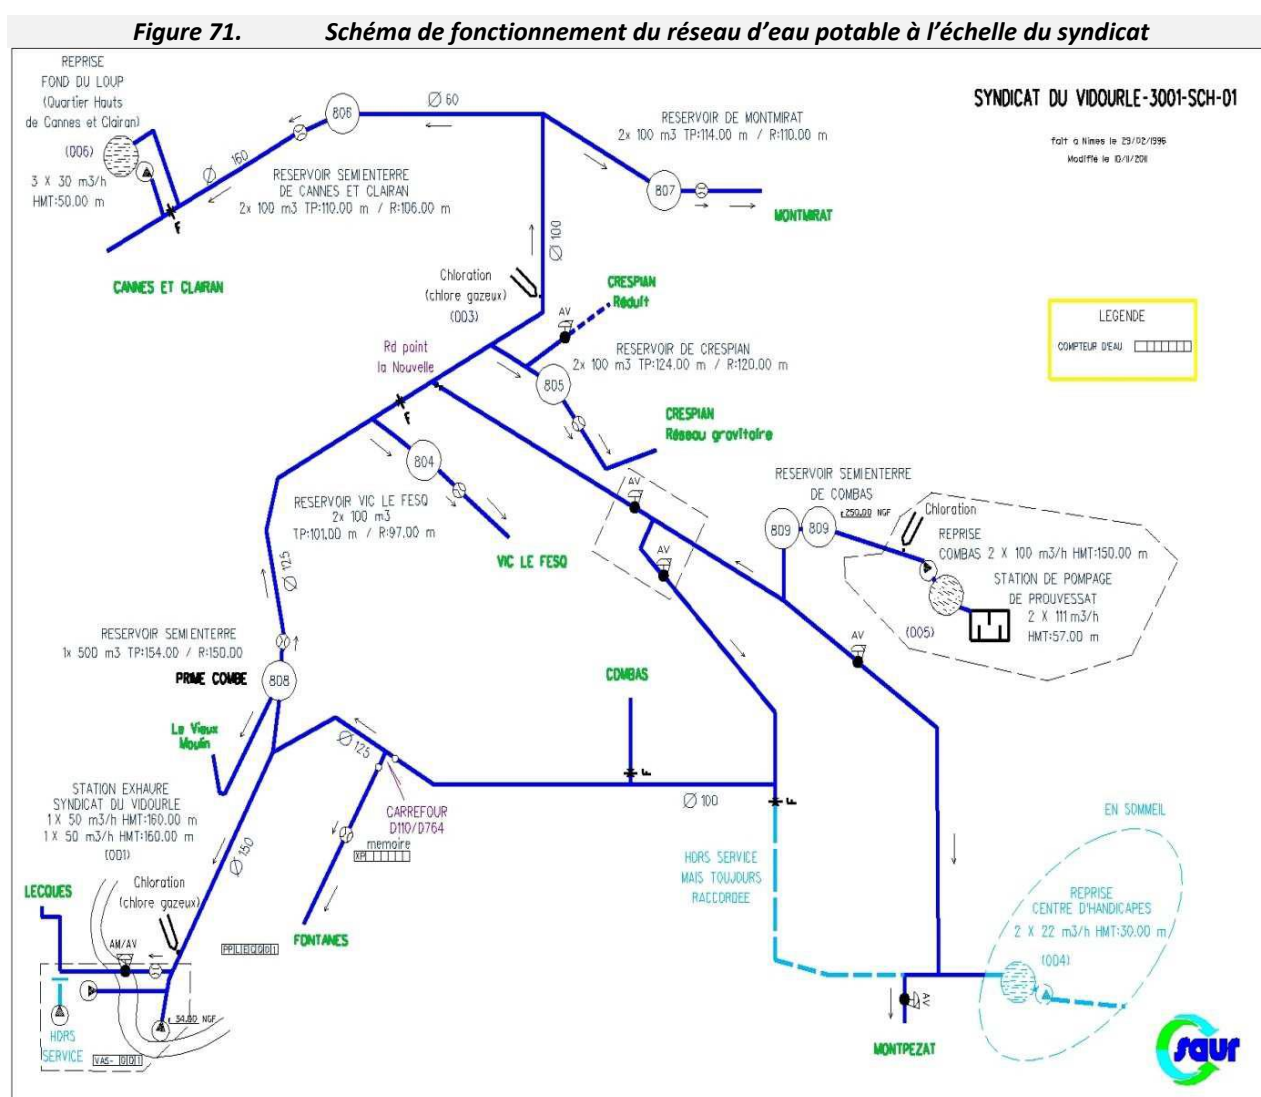 Figure 71. Schéma de fonctionnement du réseau d'eau potable à l'échelle du syndicat
REPRISE
FOND DU LOUP
(Quartier Hauts
de Cannes et Clairan)
(006)
3 X 30 m3/h
HMT:50.00 m
806
Ø 60
Ø 160
RESERVOIR SEMIENTERRE
DE CANNES ET CLAIRAN
2x 100 m3 TP:110.00 m / R:106.00 m
F
CANNES ET CLAIRAN
RESERVOIR DE MONTMIRAT
2x 100 m3 TP:114.00 m / R:110.00 m
807
MONTMIRAT
SYNDICAT DU VIDOURLE-3001-SCH-01
fait a Nimes le 29/02/1996
Modifié le 10/11/2011
LEGENDE
COMPTEUR D'EAU
Ø 100
Chloration
(chlore gazeux)
(003)
CRESPIAN
Réduit
AV
Rd point
la Nouvelle
RESERVOIR DE CRESPIAN
2x 100 m3 TP:124.00 m / R:120.00 m
805
F
CRESPIAN
Réseau gravitaire
804
RESERVOIR VIC LE FESQ
2x 100 m3
TP:101.00 m / R:97.00 m
VIC LE FESQ
AV
AV
RESERVOIR SEMIENTERRE
DE COMBAS
250.00 NGF
809
809
Chloration
REPRISE
COMBAS 2 X 100 m3/h HMT:150.00 m
STATION DE POMPAGE
DE PROUVESSAT
2 X 111 m3/h
HMT:57.00 m
(005)
AV
Ø 125
RESERVOIR SEMIENTERRE
1x 500 m3 TP:154.00 / R:150.00
PRIME COMBE
808
Le Vieux
Moulin
COMBAS
F
Ø 125
Ø 100
F
CARREFOUR
D110/D764
memoire
XP
FONTANES
STATION EXHAURE
SYNDICAT DU VIDOURLE
1 X 50 m3/h HMT:160.00 m
1 X 50 m3/h HMT:160.00 m
(001)
Ø 150
LECQUES
Chloration
(chlore gazeux)
AM/AV
34.00 NGF
HORS
SERVICE
VAS- 001
HORS SERVICE
MAIS TOUJOURS
RACCORDEE
EN SOMMEIL
REPRISE
CENTRE D'HANDICAPES
2 X 22 m3/h HMT:30.00 m
(004)
AV
MONTPEZAT
saur